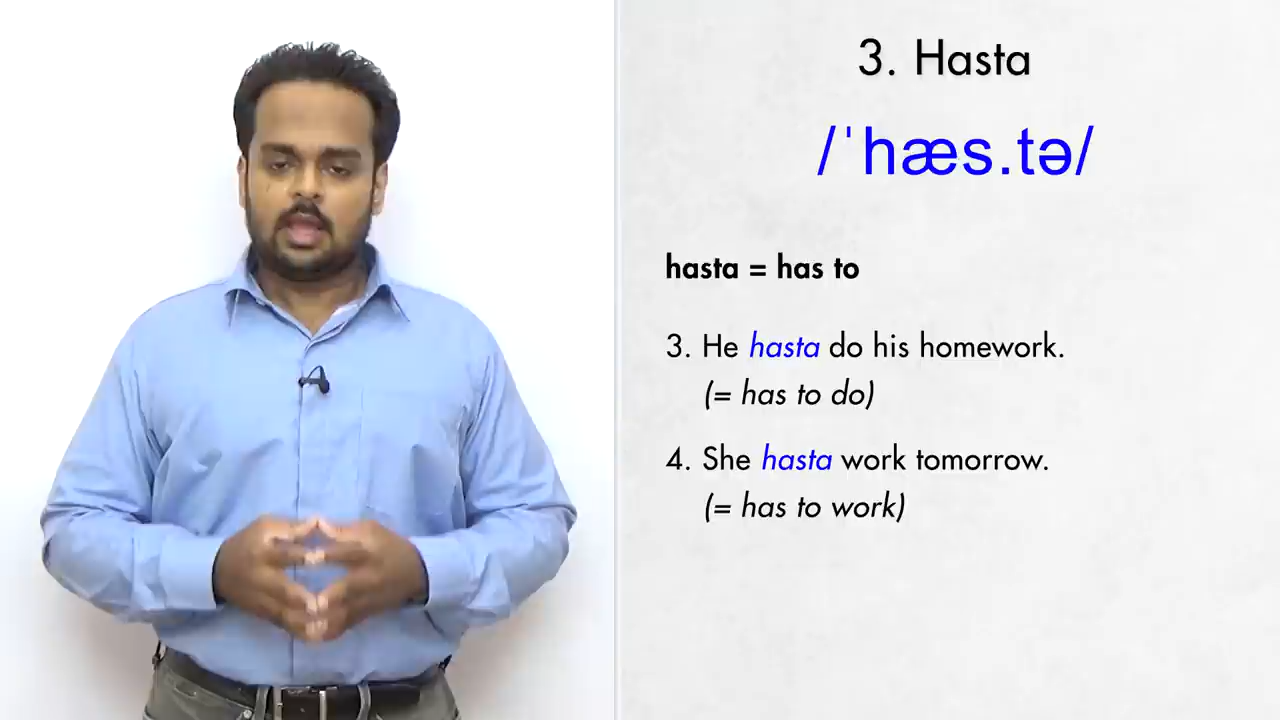 3. Hasta
/ˈhæs.tə/
hasta = has to
3. He hasta do his homework.
(= has to do)
4. She hasta work tomorrow.
(= has to work)